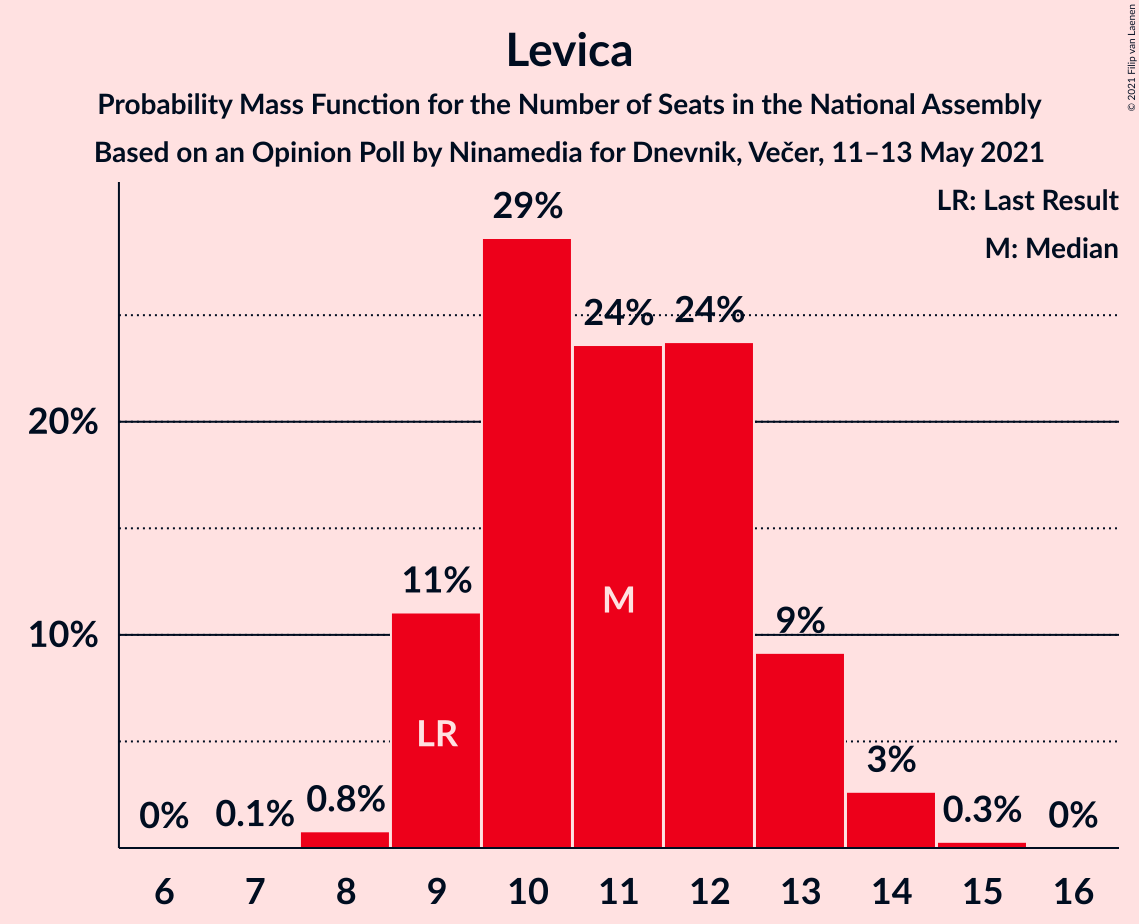 Levica
Probability Mass Function for the Number of Seats in the National Assembly
Based on an Opinion Poll by Ninamedia for Dnevnik, Večer, 11–13 May 2021
© 2021 Filip van Laenen
LR: Last Result
M: Median
20%
10%
0%
0.1%
0.8%
11%
29%
24%
24%
9%
3%
0.3%
0%
LR
M
6 7 8 9 10 11 12 13 14 15 16